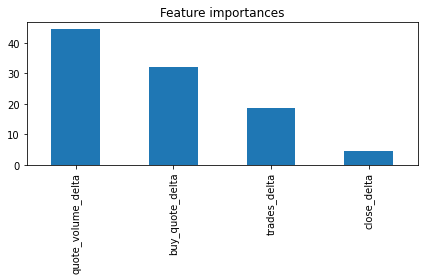 Feature importances
40
30
20
10
0
quote_volume_delta
buy_quote_delta
trades_delta
close_delta